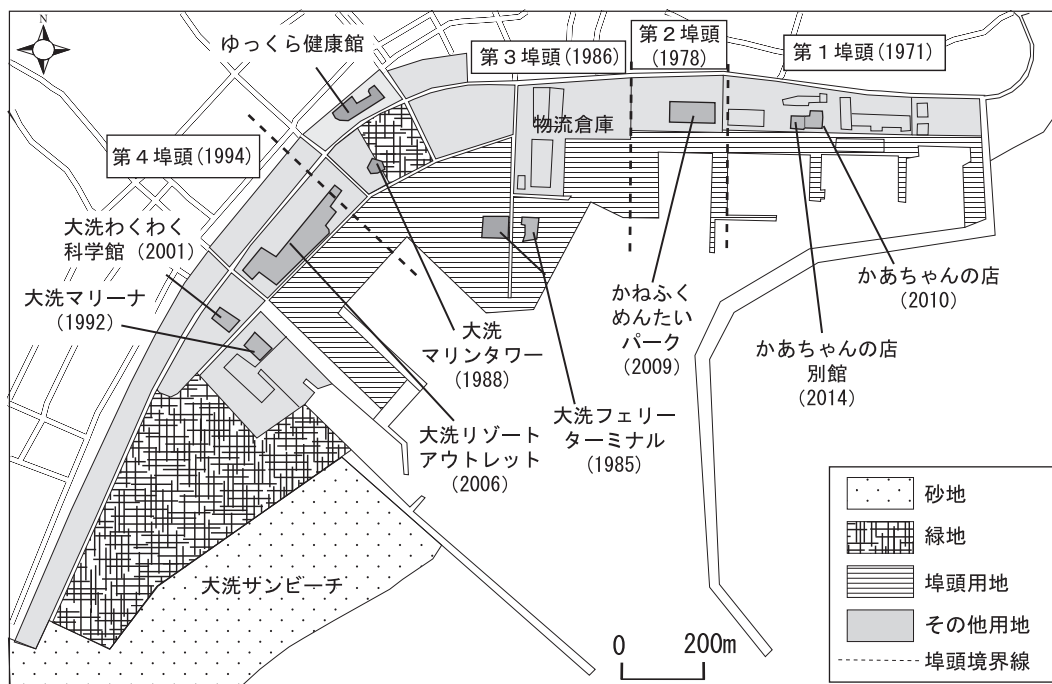 N
ゆっくら健康館
第3埠頭(1986)
第2埠頭
(1978)
第1埠頭(1971)
物流倉庫
第4埠頭(1994)
大洗わくわく
科学館
(2001)
大洗マリーナ
(1992)
大洗
マリンタワー
(1988)
大洗リゾート
アウトレット
(2006)
大洗フェリー
ターミナル
(1985)
かねふく
めんたい
パーク
(2009)
かあちゃんの店
(2010)
かあちゃんの店
別館
(2014)
大洗サンビーチ
0 200m
砂地
緑地
埠頭用地
その他用地
埠頭境界線